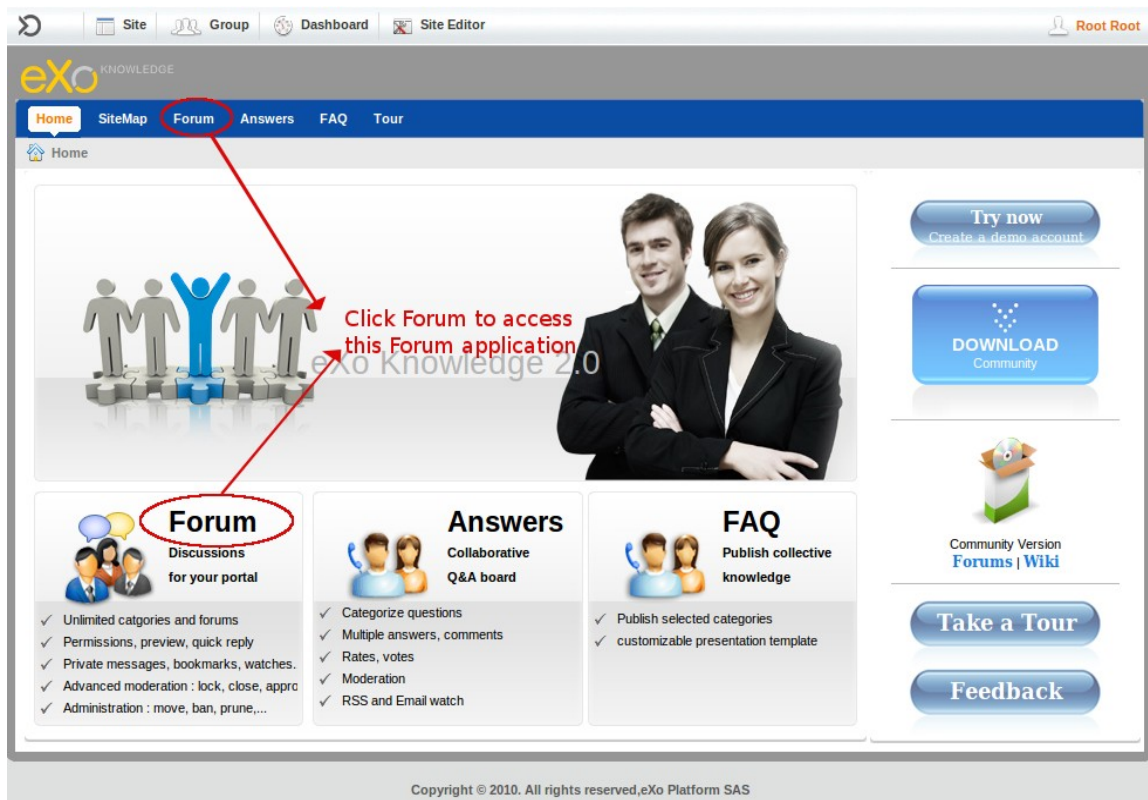 Site Group Dashboard Site Editor Root Root
eXo KNOWLEDGE
Home SiteMap Forum Answers FAQ Tour
Home
Try now
Create a demo account
Click Forum to access
this Forum application
eXo Knowledge 2.0
DOWNLOAD
Community
Community Version
Forums | Wiki
Take a Tour
Feedback
Forum
Discussions
for your portal
Unlimited catgories and forums
Permissions, preview, quick reply
Private messages, bookmarks, watches.
Advanced moderation : lock, close, appro
Administration : move, ban, prune,...
Answers
Collaborative
Q&A board
Categorize questions
Multiple answers, comments
Rates, votes
Moderation
RSS and Email watch
FAQ
Publish collective
knowledge
Publish selected categories
customizable presentation template
Copyright © 2010. All rights reserved,eXo Platform SAS